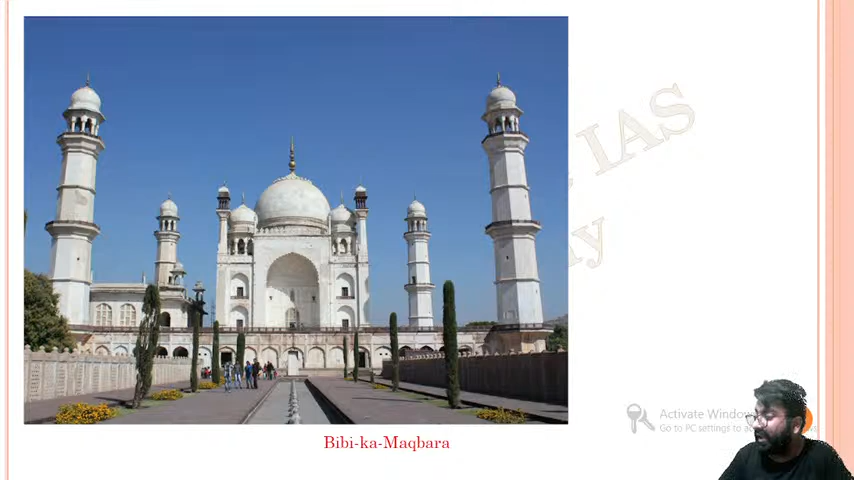 IAS
Bibi-ka-Maqbara
Activate Windows
Go to PC settings to